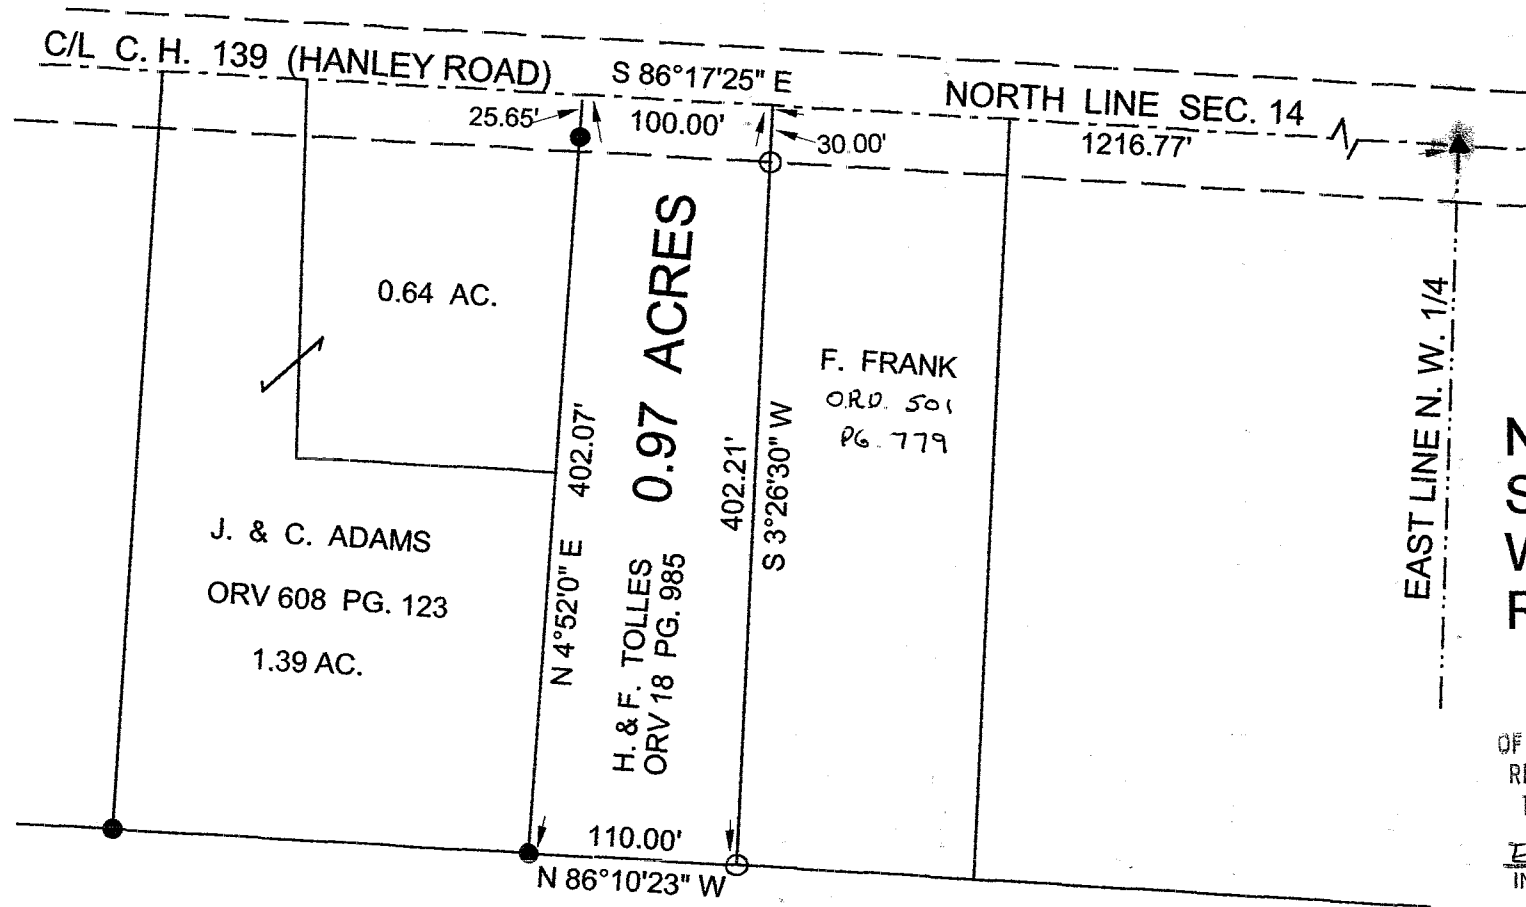 C/L C. H. 139 (HANLEY ROAD)
S 86°17'25" E
NORTH LINE SEC. 14
25.65'
100.00'
30.00'
1216.77'
0.64 AC.
0.97 ACRES
F. FRANK
O.R.D. 501
PG. 779
402.07'
N 4°52'0" E
402.21'
S 3°26'30" W
EAST LINE N. W. 1/4
J. & C. ADAMS
ORV 608 PG. 123
1.39 AC.
H. & F. TOLLES
ORV 18 PG. 985
110.00'
N 86°10'23" W
OF
IN